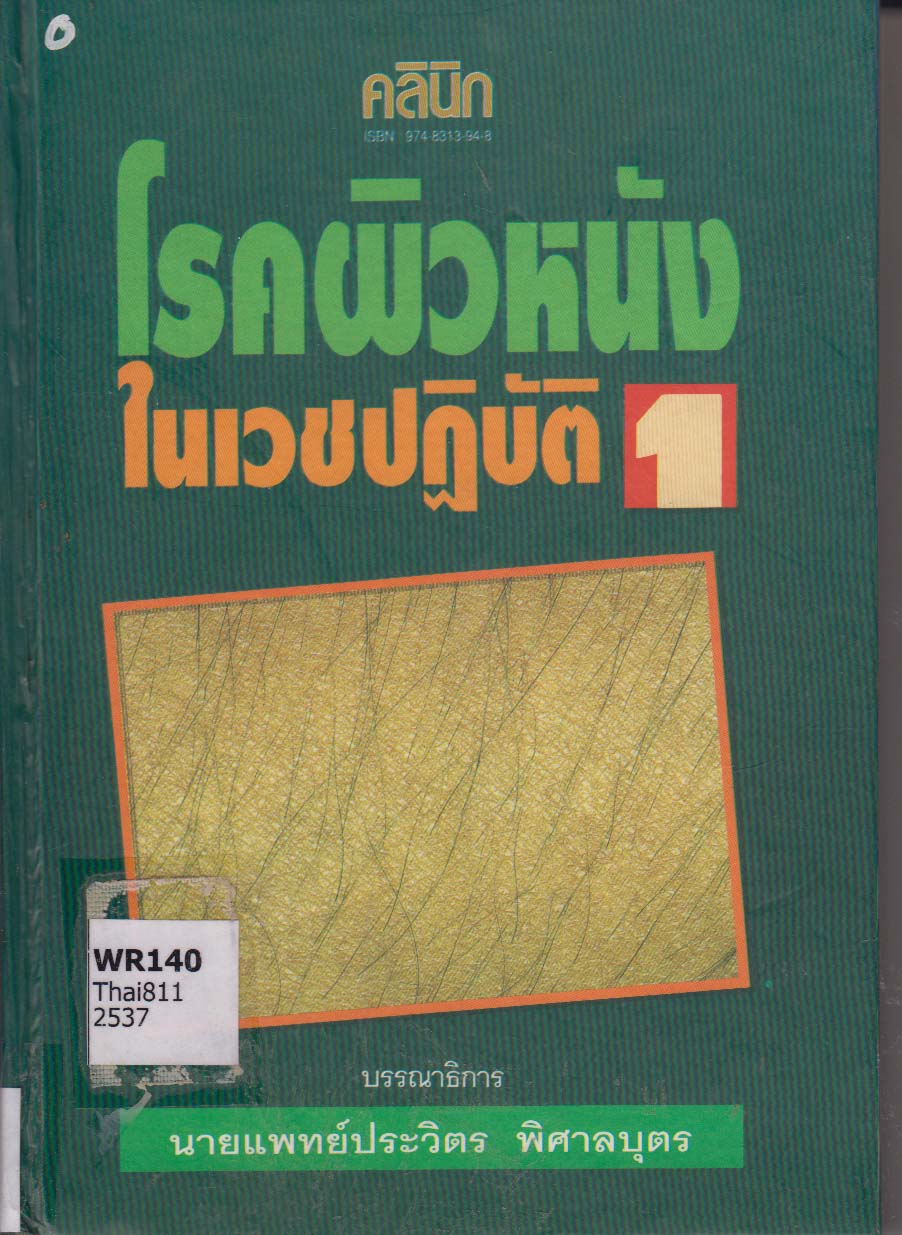 คลินิก
ISBN 974-8313-94-8
โรคผิวหนัง
ในเวชปฏิบัติ 1
WR140
Thai811
2537
บรรณาธิการ
นายแพทย์ประวิตร พิศาลบุตร